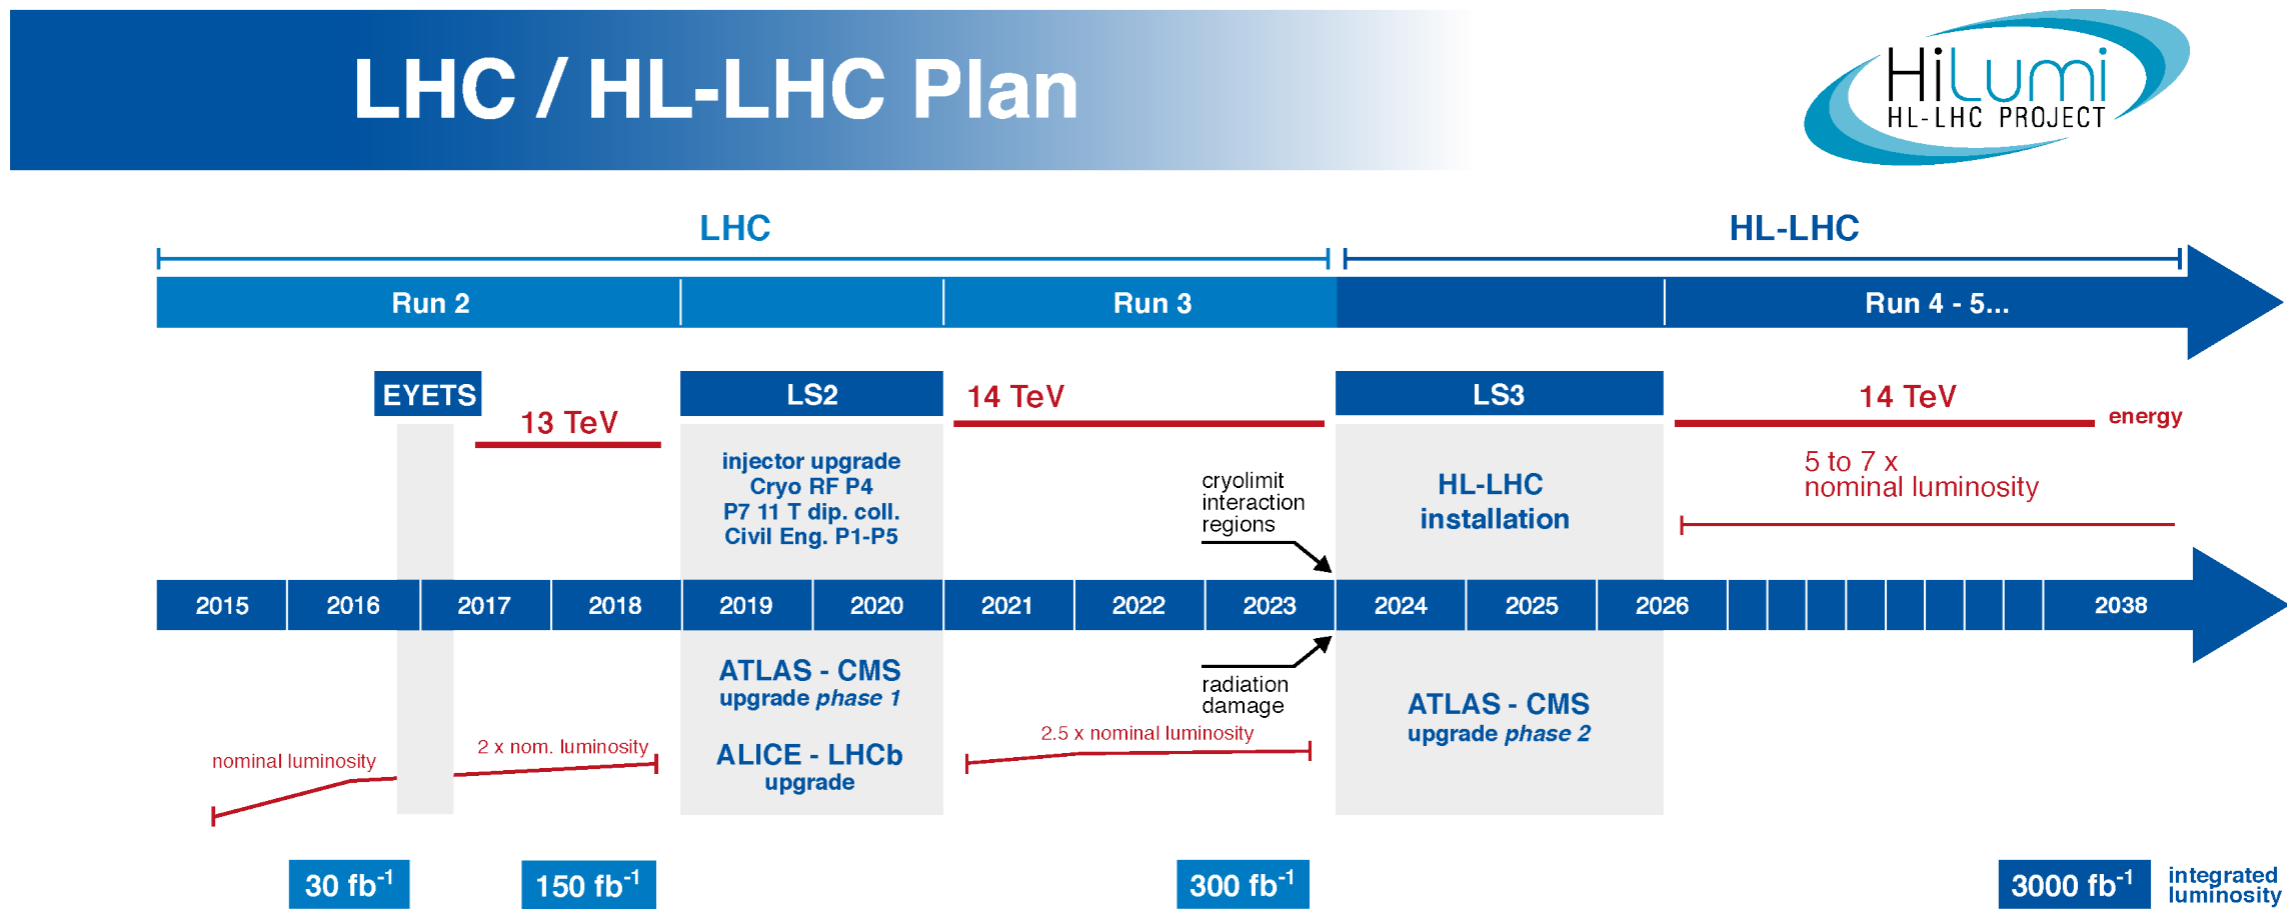 LHC / HL-LHC Plan
HiLumi
HL-LHC PROJECT
LHC
HL-LHC
Run 2
Run 3
Run 4 - 5...
EYETS
13 TeV
LS2
14 TeV
LS3
14 TeV
energy
injector upgrade
Cryo RF P4
P7 11 T dip. coll.
Civil Eng. P1-P5
cryolimit
interaction
regions
HL-LHC
installation
5 to 7 x
nominal luminosity
2015
2016
2017
2018
2019
2020
2021
2022
2023
2024
2025
2026
2038
ATLAS - CMS
upgrade phase 1
ALICE - LHCb
upgrade
radiation
damage
ATLAS - CMS
upgrade phase 2
nominal luminosity
2 x nom. luminosity
2.5 x nominal luminosity
30 fb⁻¹
150 fb⁻¹
300 fb⁻¹
3000 fb⁻¹
integrated
luminosity